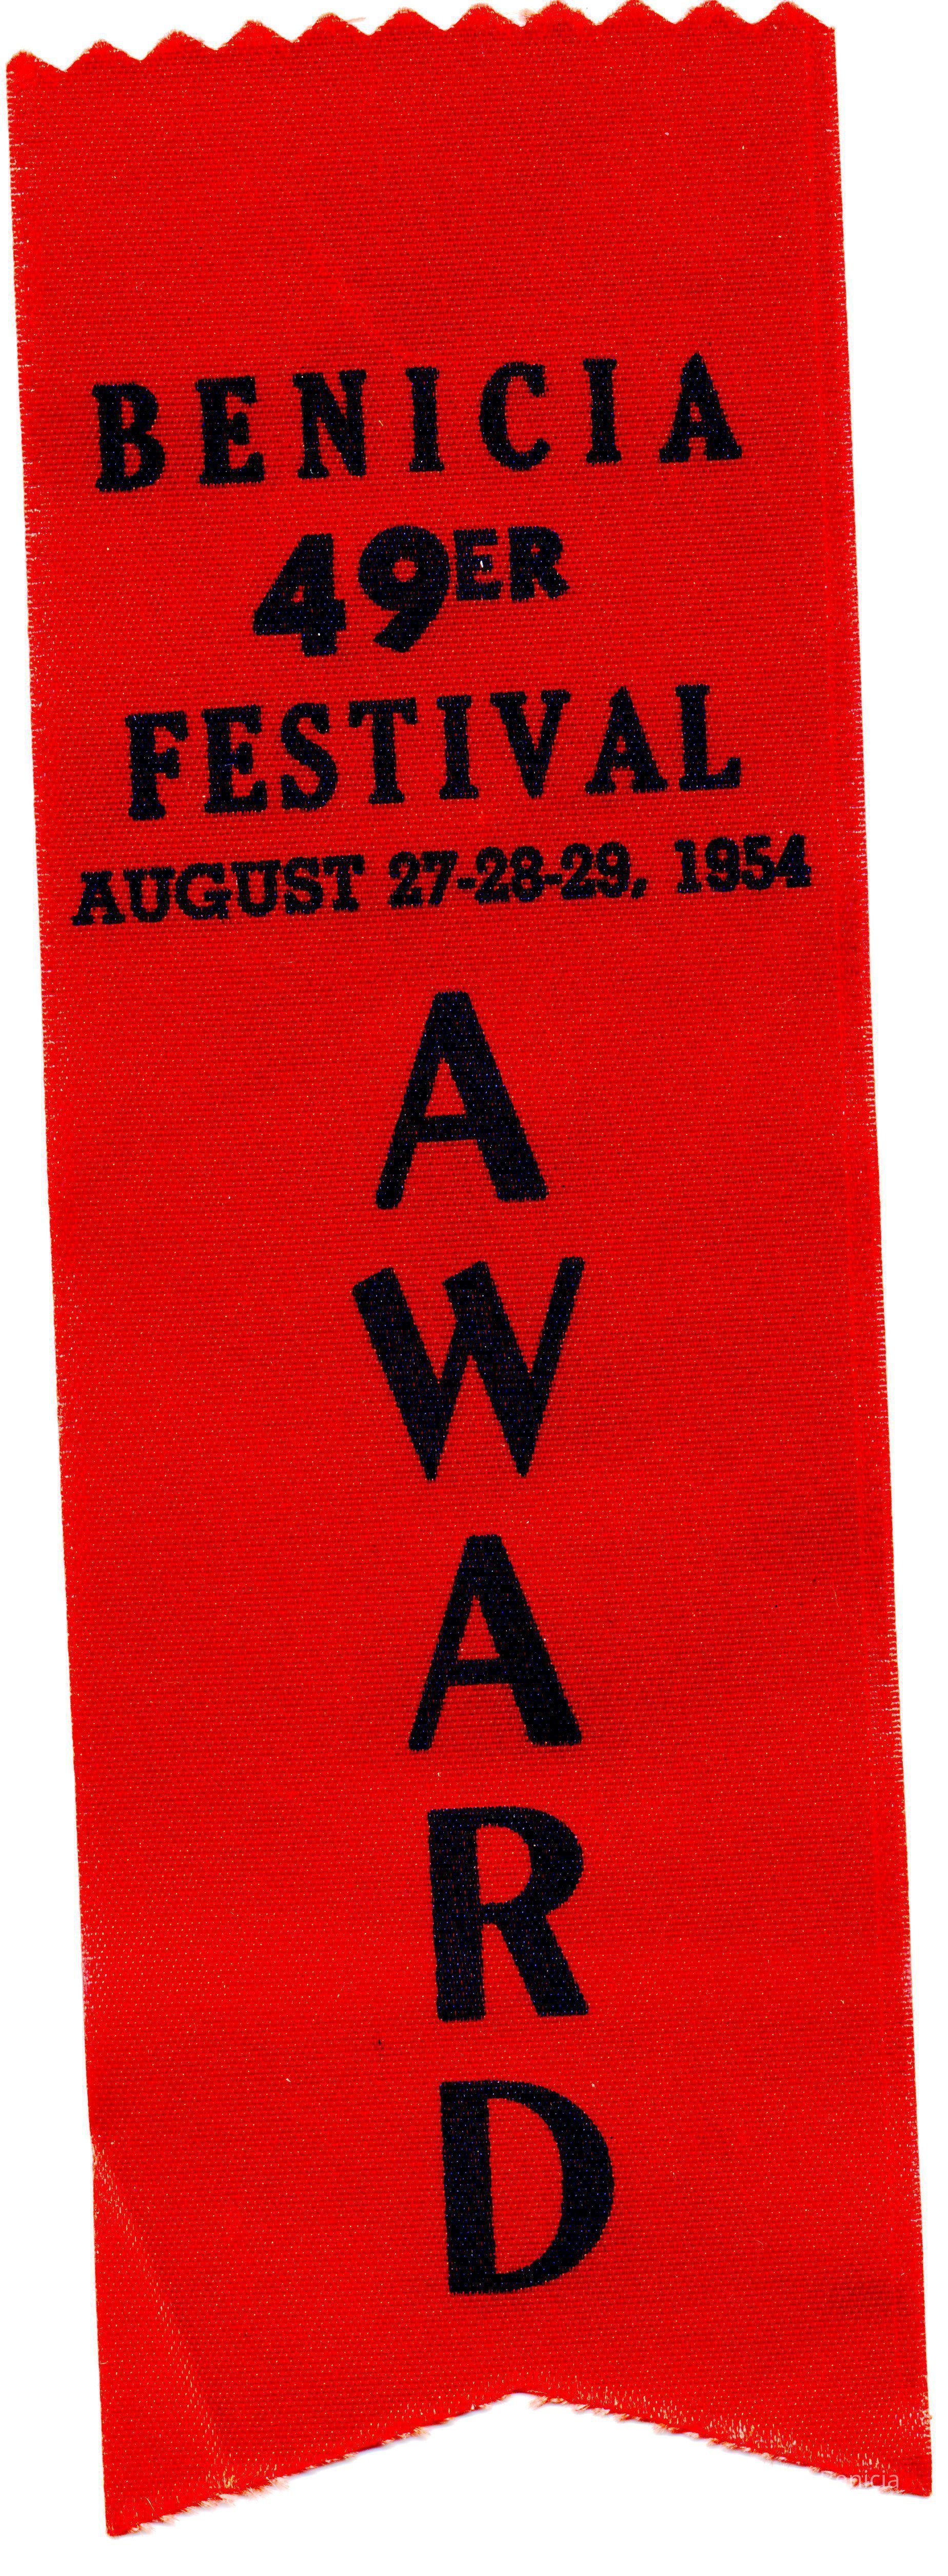 BENICIA
49ER
FESTIVAL
AUGUST 27-28-29, 1954
A
W
A
R
D